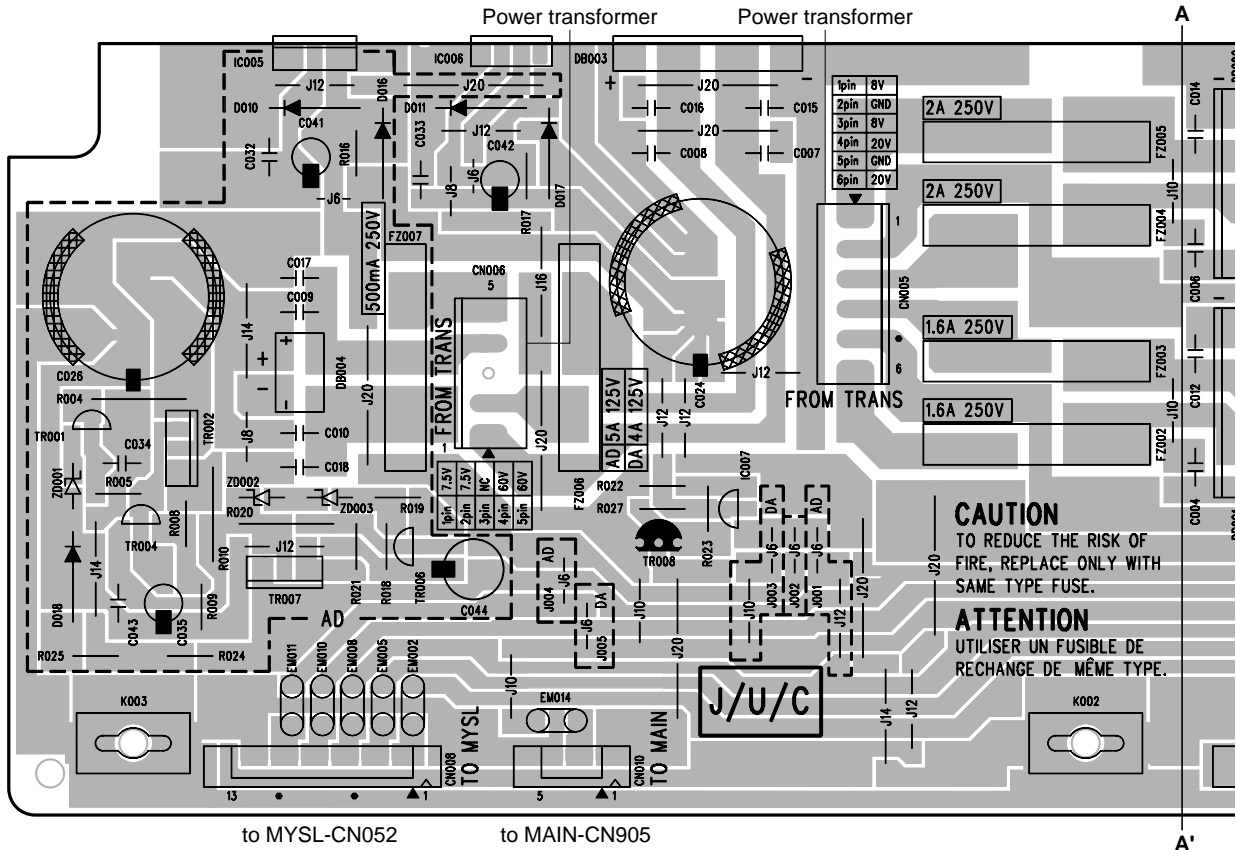 Power transformer
Power transformer
A
IC005
IC006
DB003
J12
D016
J20
+
J20
-
1pin 8V
2pin GND
3pin 8V
4pin 20V
5pin GND
6pin 20V
2A 250V
C014
-
D010
C041
D011
C033
J12
C042
C016
C015
J20
C008
C007
FZ005
C032
R016
J6
J8
J6
R017
D017
2A 250V
J10
FZ004
C006
-
500mA 250V
FZ007
C017
C009
CN006
5
J16
1
CN005
6
C026
J14
+
-
+
-
DB004
J20
FROM TRANS
1
J20
AD 5A 125V
DA 4A 125V
J12
J12
C024
J12
FROM TRANS
1.6A 250V
FZ003
C012
1.6A 250V
J10
FZ002
C004
R004
TR001
TR002
C034
J8
C010
C018
ZD001
R005
ZD002
R020
ZD003
R019
1pin 7.5V
2pin 7.5V
3pin NC
4pin 60V
5pin 60V
FZ006
R022
R027
IC007
DA
AD
R008
TR004
R010
J12
R021
R018
TR006
TR007
C044
AD
J6
J004
DA
J6
J005
TR008
R023
J6
J6
J6
J003
J002
J001
J20
J20
CAUTION
TO REDUCE THE RISK OF
FIRE, REPLACE ONLY WITH
SAME TYPE FUSE.
J14
D018
C043
C035
R009
AD
J10
J20
J10
J12
ATTENTION
UTILISER UN FUSIBLE DE
RECHANGE DE MÊME TYPE.
R025
R024
EM011
EM010
EM008
EM005
EM002
J10
EM014
J/U/C
J14
J12
K003
K002
TO MYSL
CN008
13
1
TO MAIN
CN010
5
1
to MYSL-CN052
to MAIN-CN905
A'